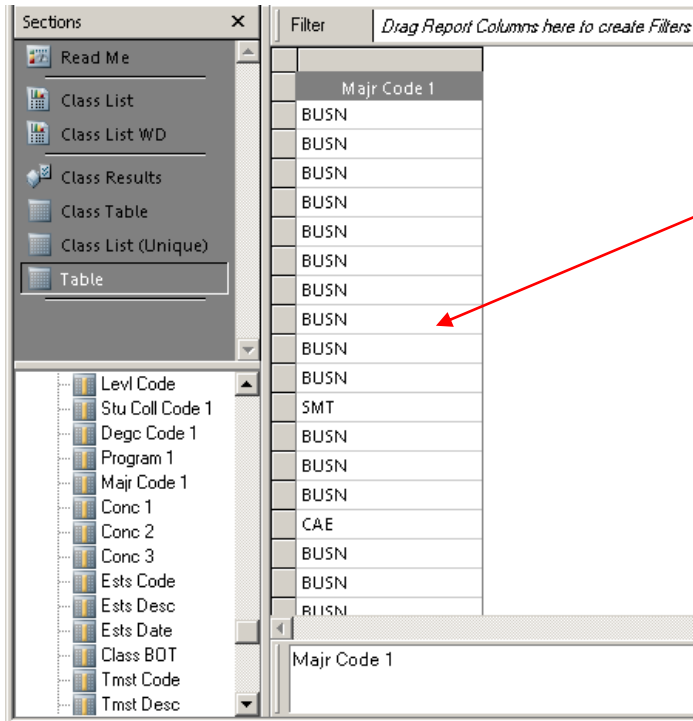 Sections
Read Me
Class List
Class List WD
Class Results
Class Table
Class List (Unique)
Table
Levl Code
Stu Coll Code 1
Degc Code 1
Program 1
Majr Code 1
Conc 1
Conc 2
Conc 3
Ests Code
Ests Desc
Ests Date
Class BOT
Tmst Code
Tmst Desc
Filter Drag Report Columns here to create Filters
Majr Code 1
BUSN
BUSN
BUSN
BUSN
BUSN
BUSN
BUSN
BUSN
BUSN
BUSN
SMT
BUSN
BUSN
BUSN
CAE
BUSN
BUSN
BUSN
Majr Code 1